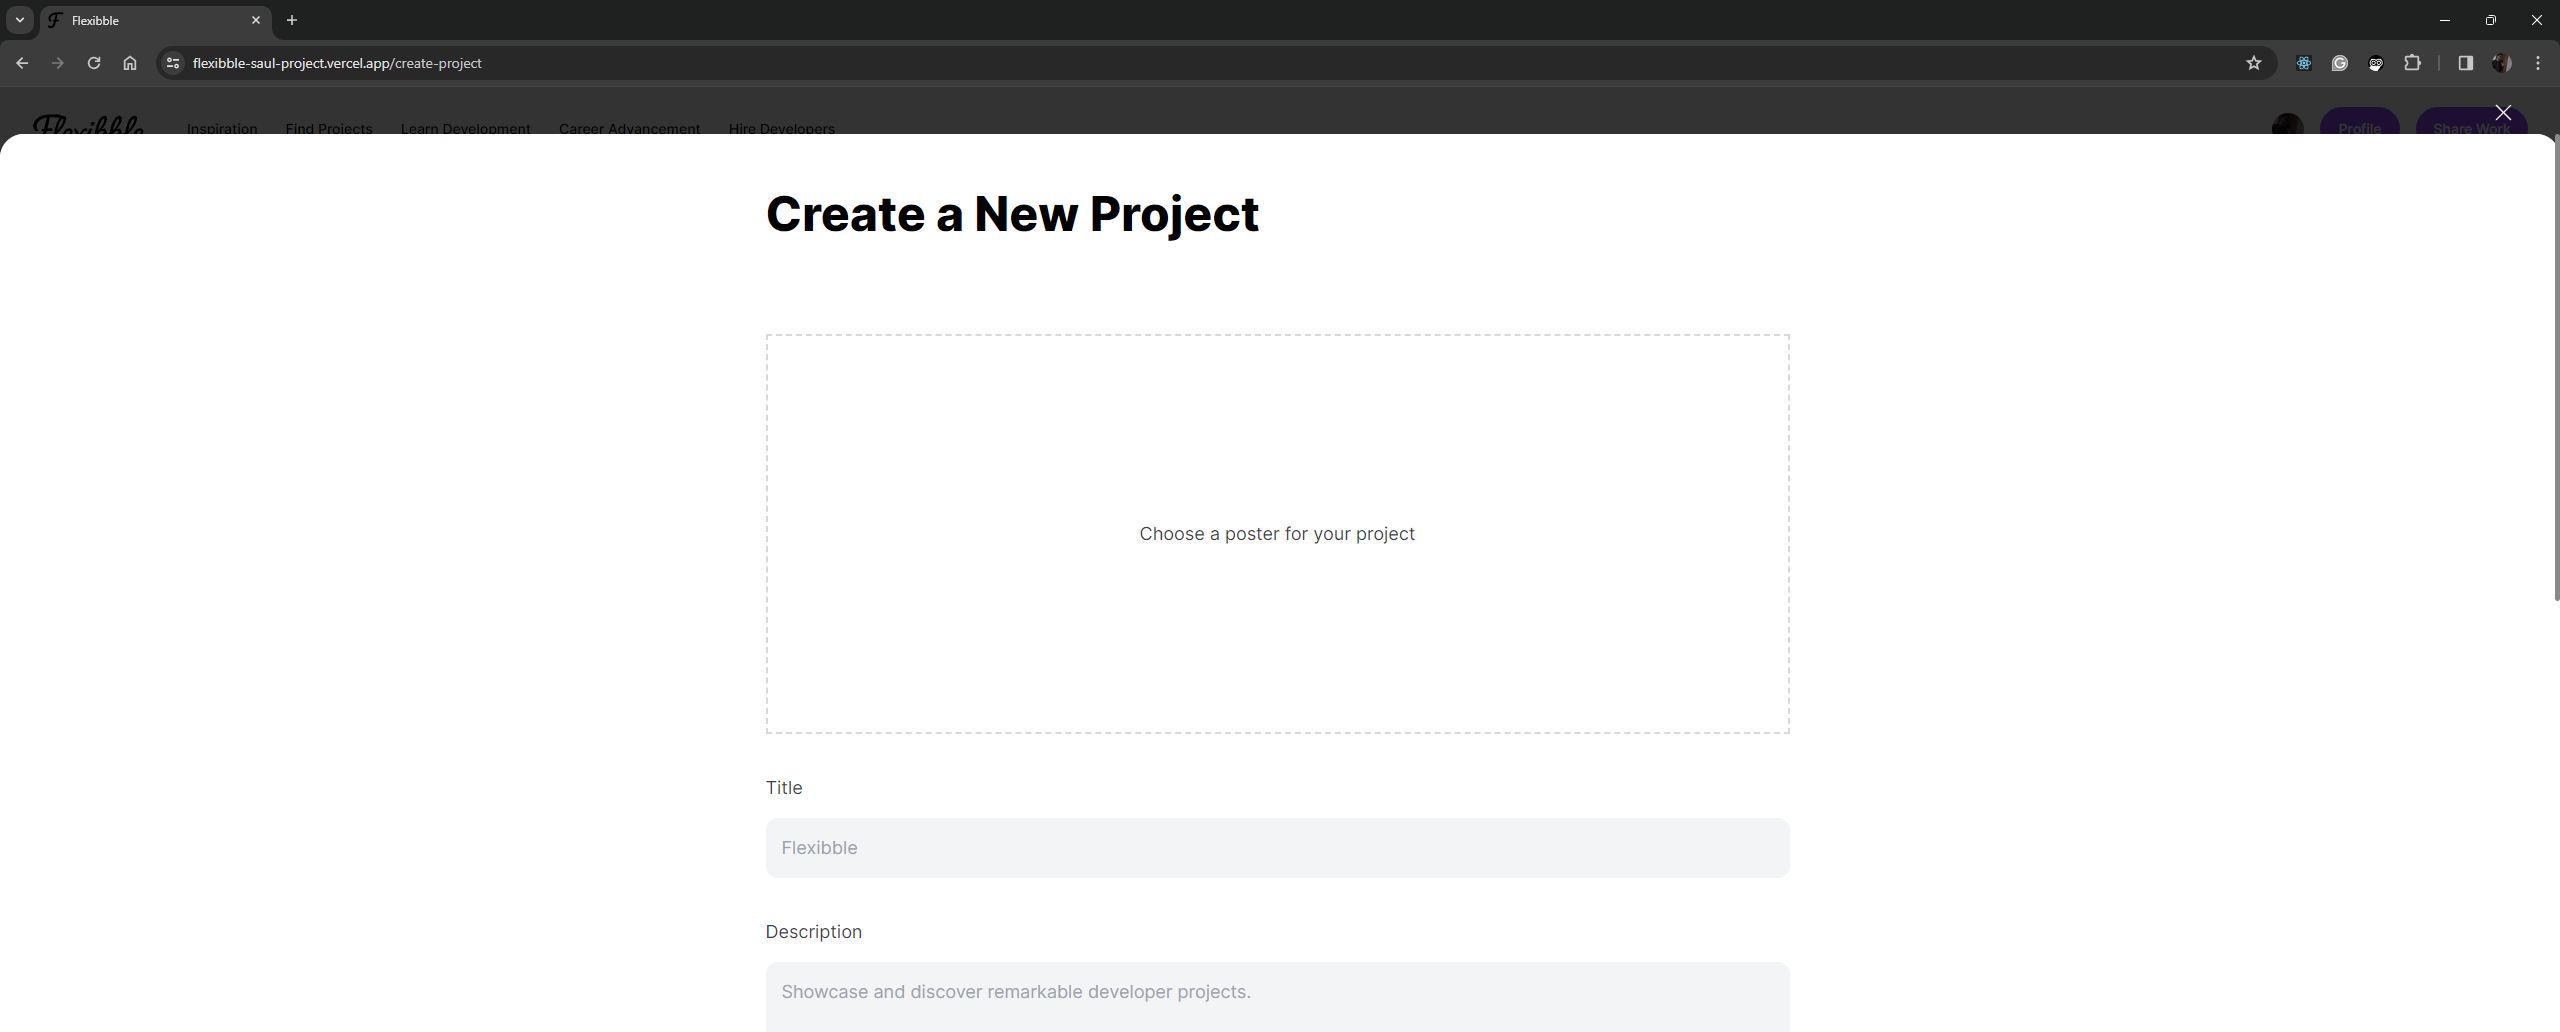 Flexibble
flexibble-saul-project.vercel.app/create-project
Flexibble Inspiration Find Projects Learn Development Career Advancement Hire Developers Profile Share Work
Create a New Project
Choose a poster for your project
Title
Flexibble
Description
Showcase and discover remarkable developer projects.